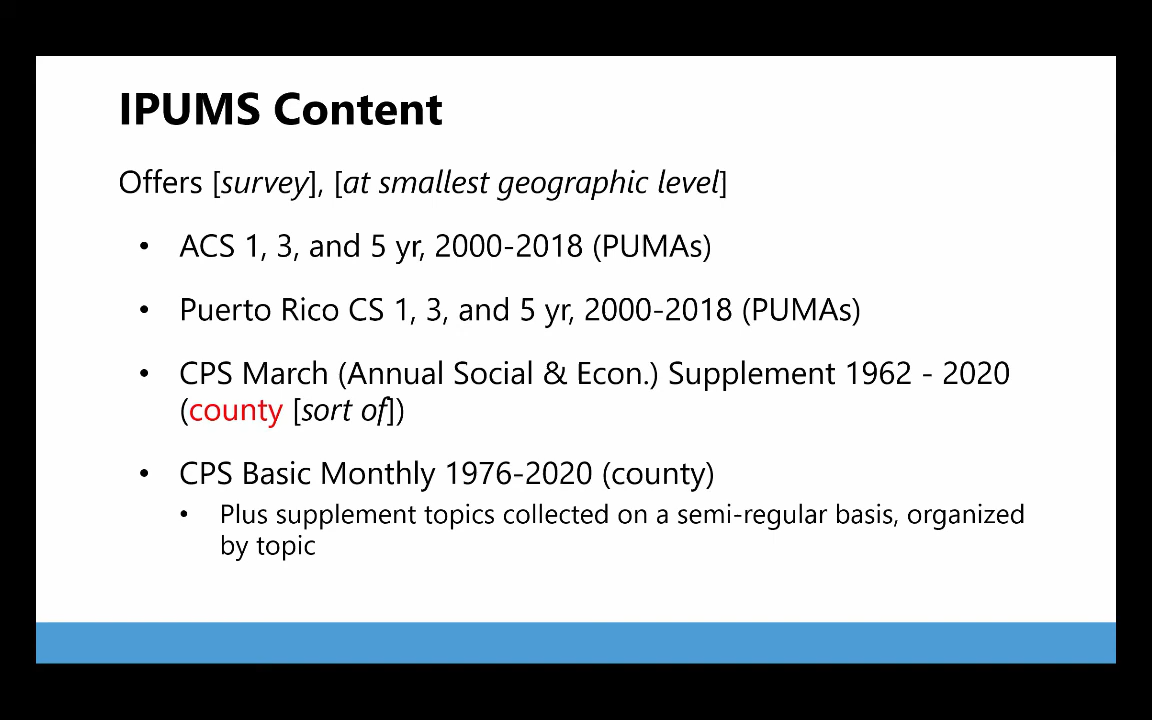 IPUMS Content
Offers [survey], [at smallest geographic level]
• ACS 1, 3, and 5 yr, 2000-2018 (PUMAs)
• Puerto Rico CS 1, 3, and 5 yr, 2000-2018 (PUMAs)
• CPS March (Annual Social & Econ.) Supplement 1962 - 2020
(county [sort of])
• CPS Basic Monthly 1976-2020 (county)
• Plus supplement topics collected on a semi-regular basis, organized
by topic